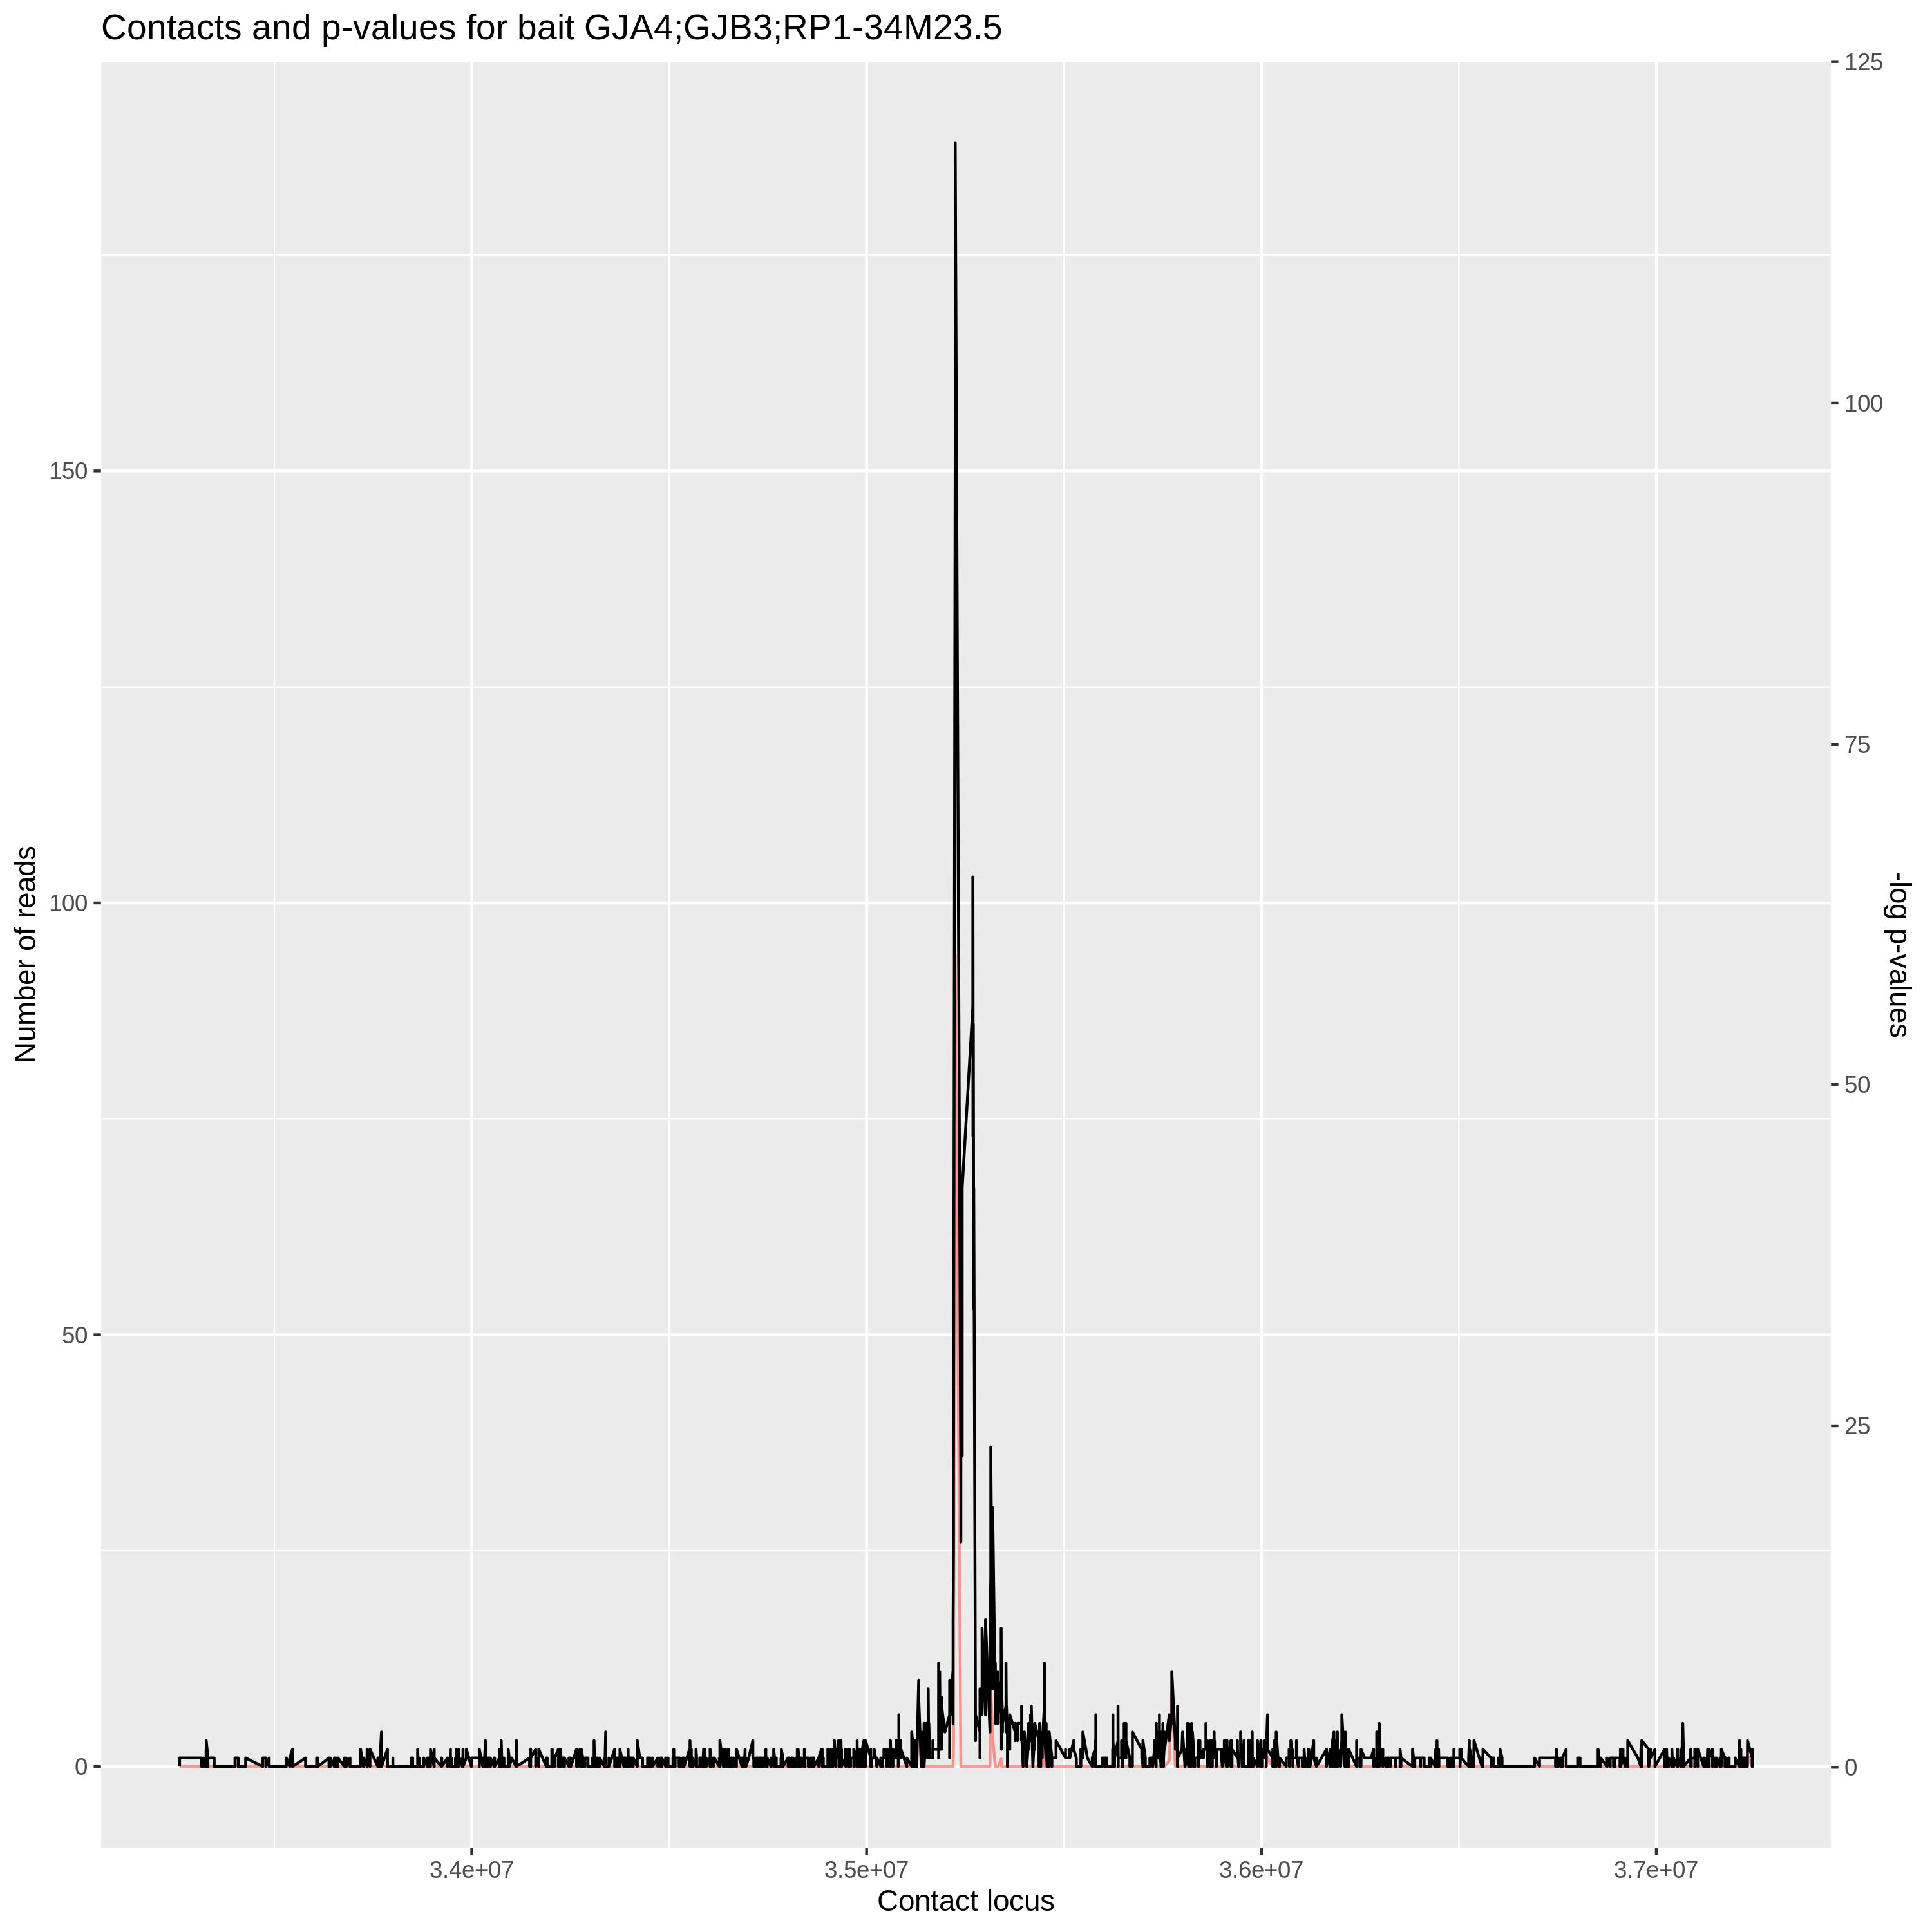 Contacts and p-values for bait GJA4;GJB3;RP1-34M23.5
125
100
75
50
25
0
-log p-values
150
100
50
0
Number of reads
3.4e+07 3.5e+07 3.6e+07 3.7e+07
Contact locus